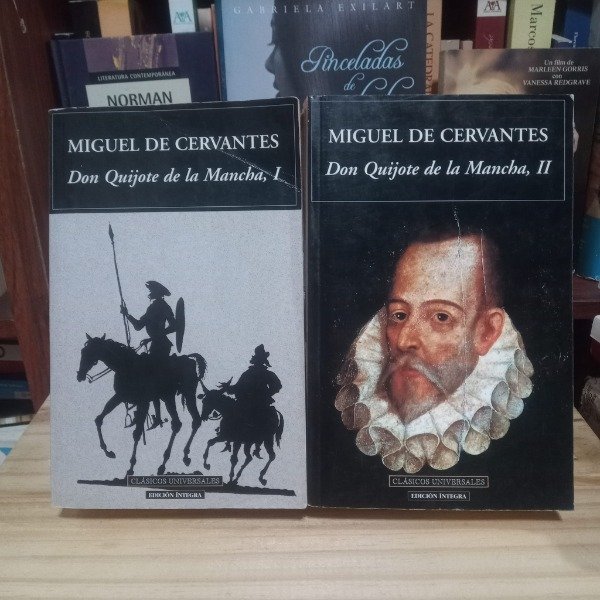 GABRIELA EXILART
Pinceladas
de
LITERATURA CONTEMPORÁNEA
NORMAN
Marco
Un film de
MARLEEN GORRIS
con
VANESSA REDGRAVE
MIGUEL DE CERVANTES
Don Quijote de la Mancha, I
CLÁSICOS UNIVERSALES
EDICIÓN ÍNTEGRA
MIGUEL DE CERVANTES
Don Quijote de la Mancha, II
CLÁSICOS UNIVERSALES
EDICIÓN ÍNTEGRA